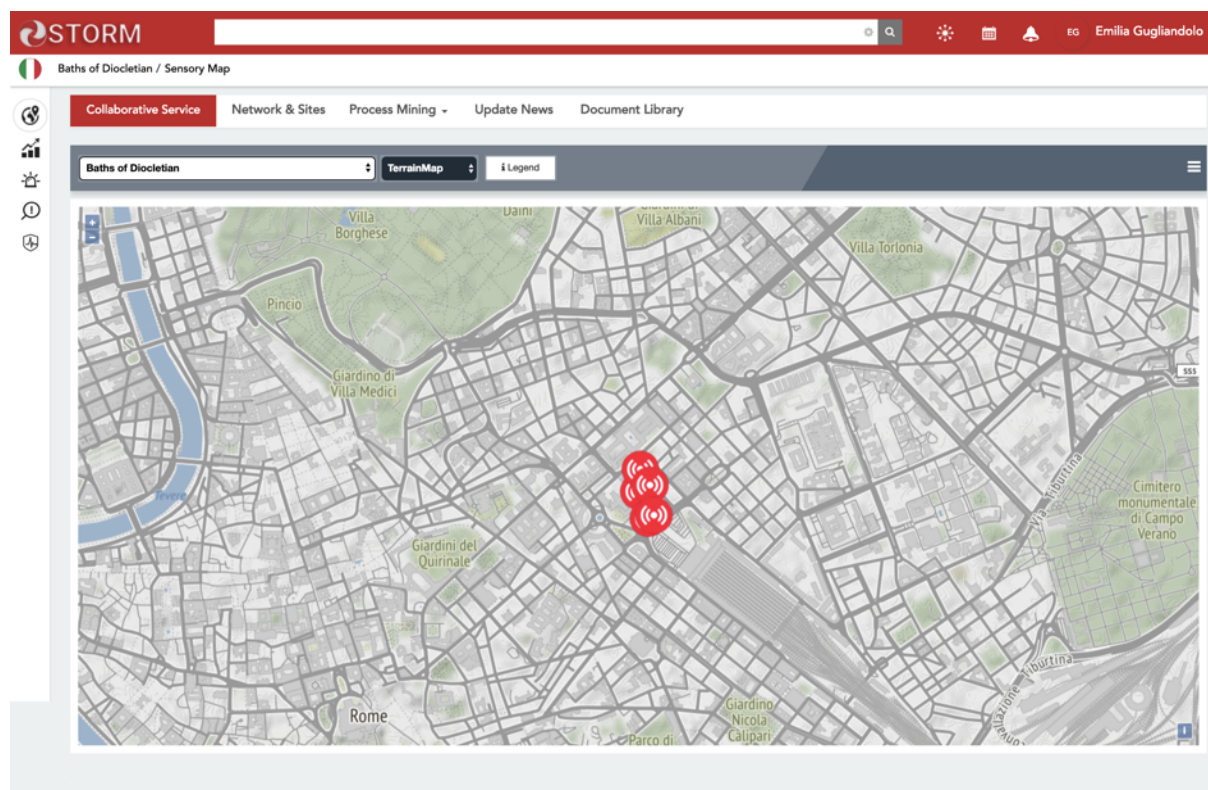 STORM
EG Emilia Gugliandolo
Baths of Diocletian / Sensory Map
Collaborative Service Network & Sites Process Mining Update News Document Library
Baths of Diocletian TerrainMap i Legend
Daini
Villa
Borghese
Villa Albani
Villa Torlonia
Pincio
Giardino di
Villa Medici
S5S
Via Tiburtina
Tevere
Cimitero
monumentale
di Campo
Verano
Giardini del
Quirinale
Tiburtina
Giardino
Nicola
Calipari
Rome
Parco di
i